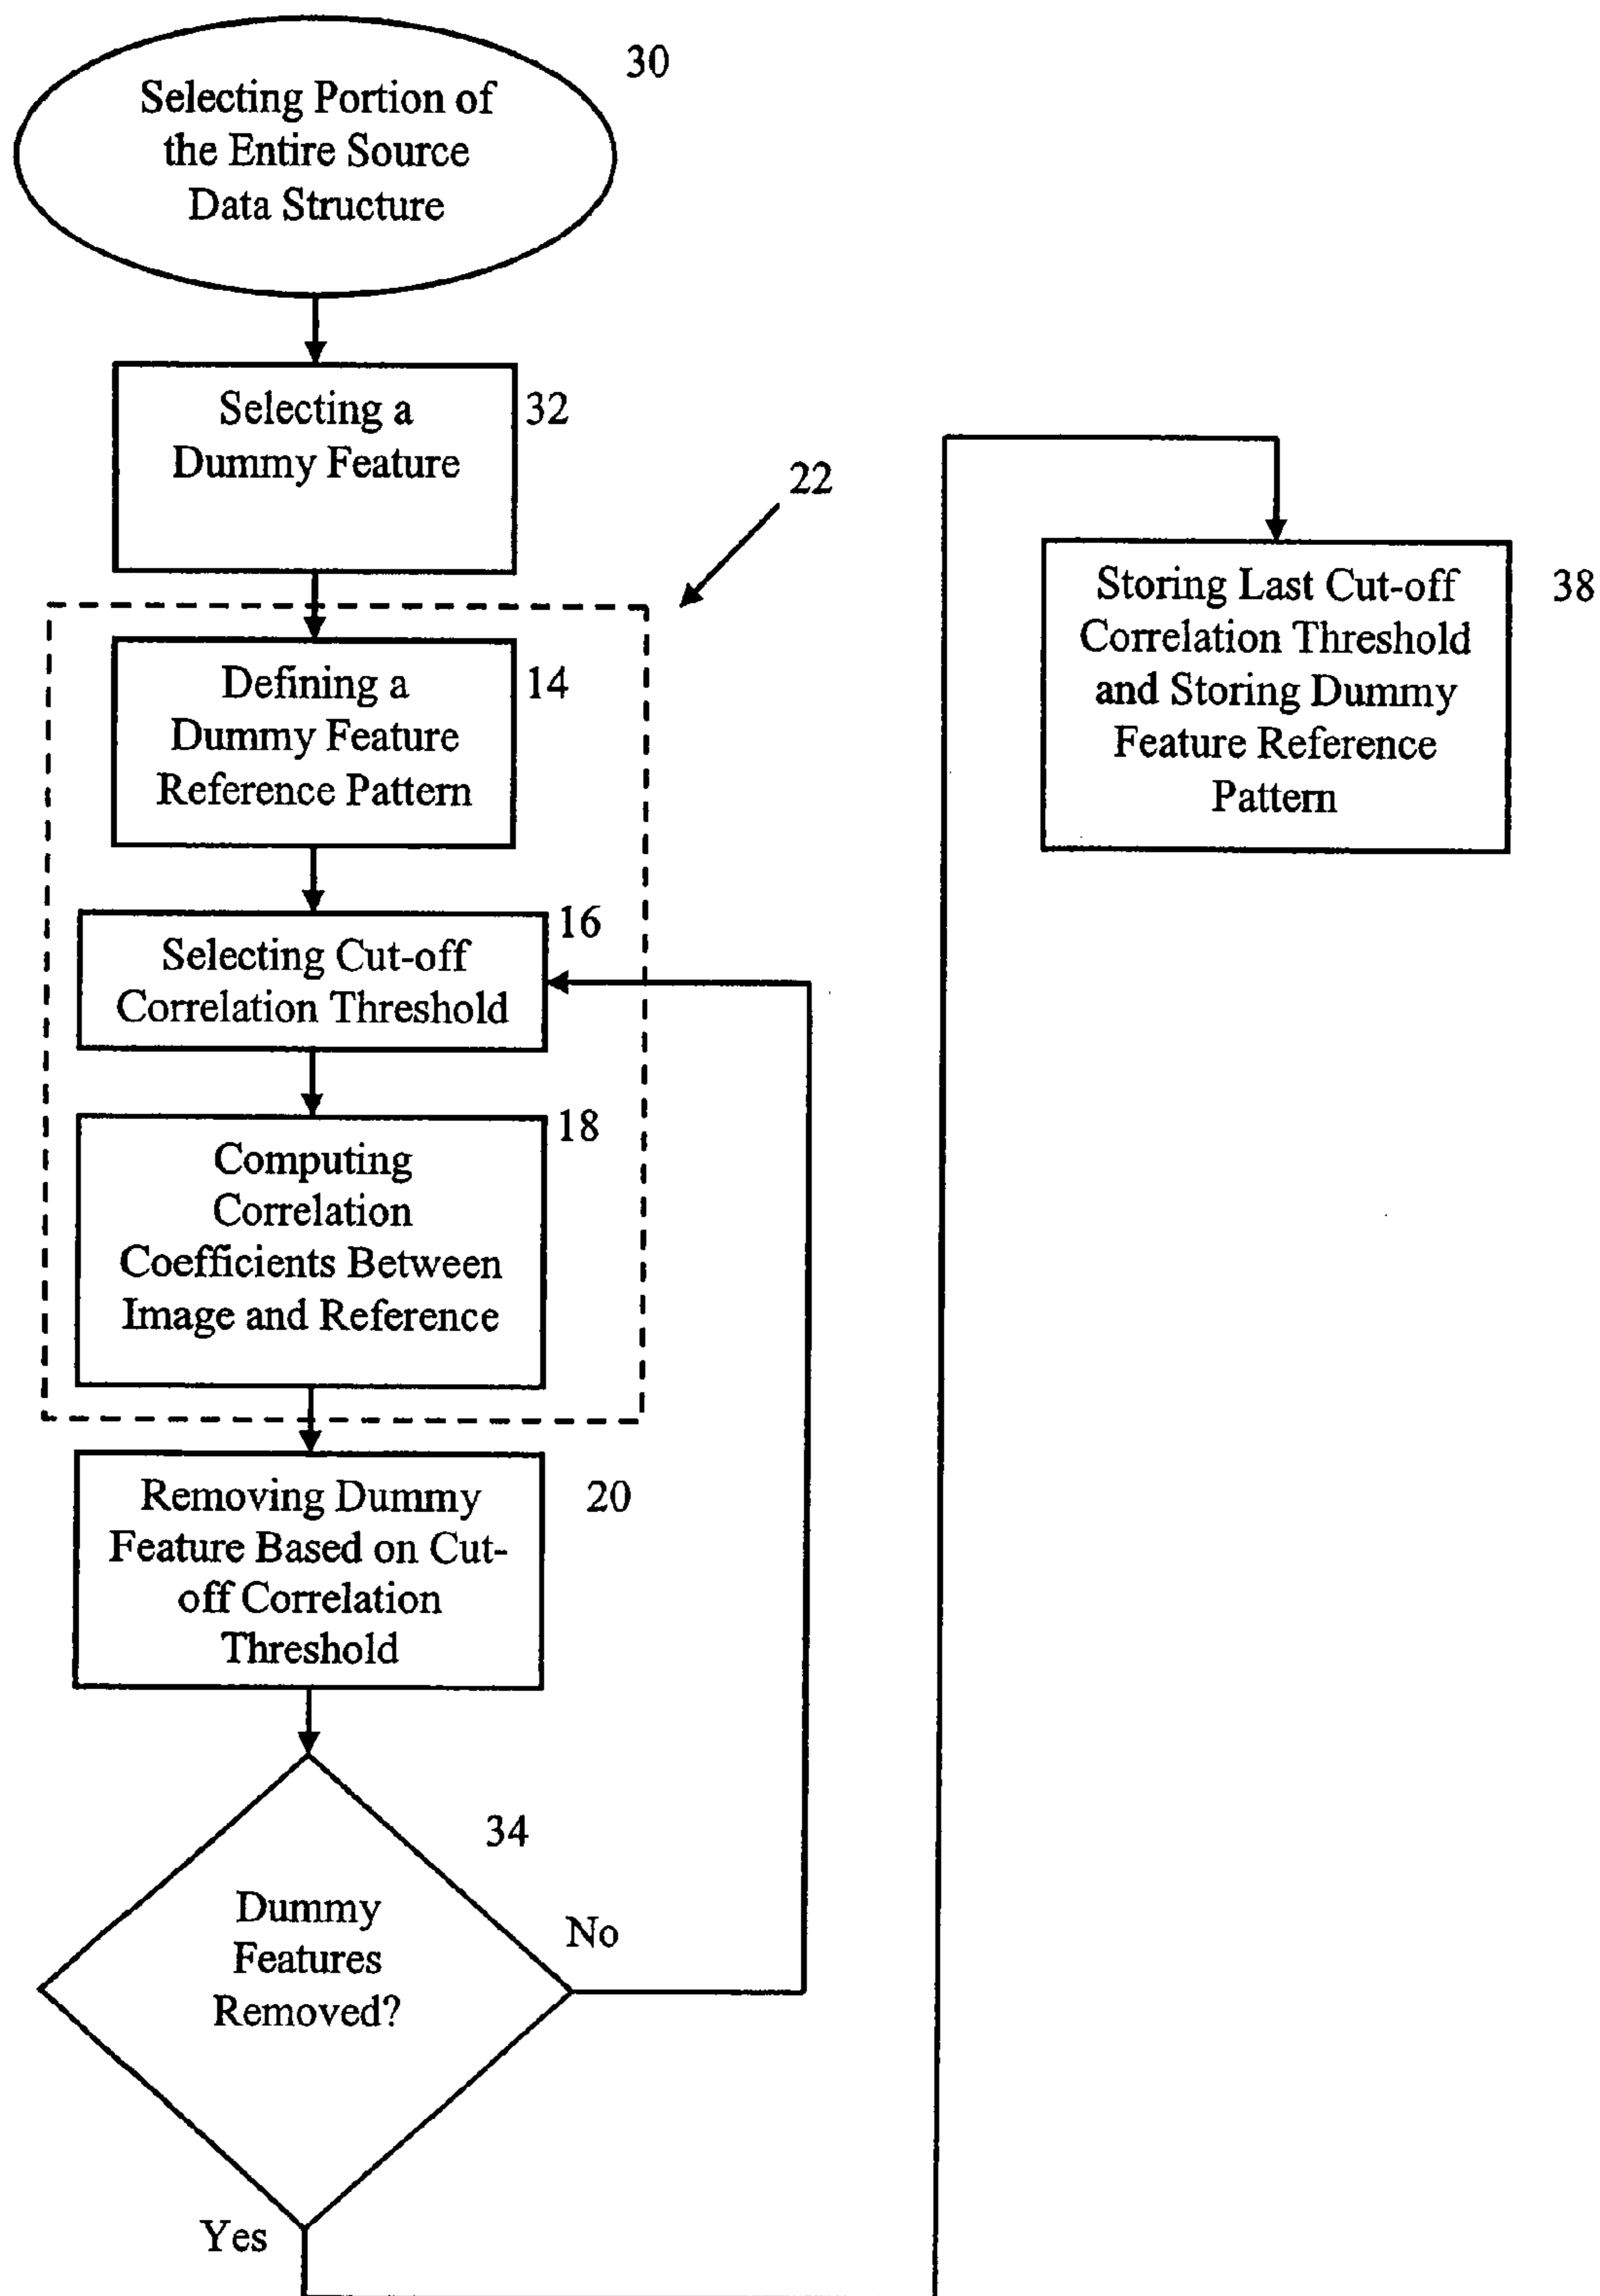 30
Selecting Portion of
the Entire Source
Data Structure
32
Selecting a
Dummy Feature
22
14
Defining a
Dummy Feature
Reference Pattern
16
Selecting Cut-off
Correlation Threshold
18
Computing
Correlation
Coefficients Between
Image and Reference
20
Removing Dummy
Feature Based on Cut-
off Correlation
Threshold
34
Dummy
Features
Removed?
No
Yes
38
Storing Last Cut-off
Correlation Threshold
and Storing Dummy
Feature Reference
Pattern